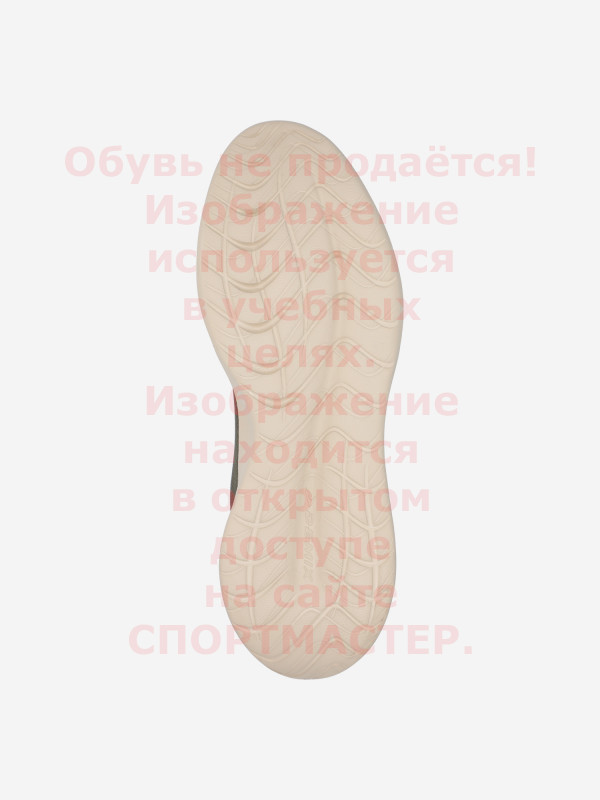 Обувь не продаётся!
Изображение
используется
в учебных
целях.
Изображение
находится
в открытом
доступе
на сайте
СПОРТМАСТЕР.